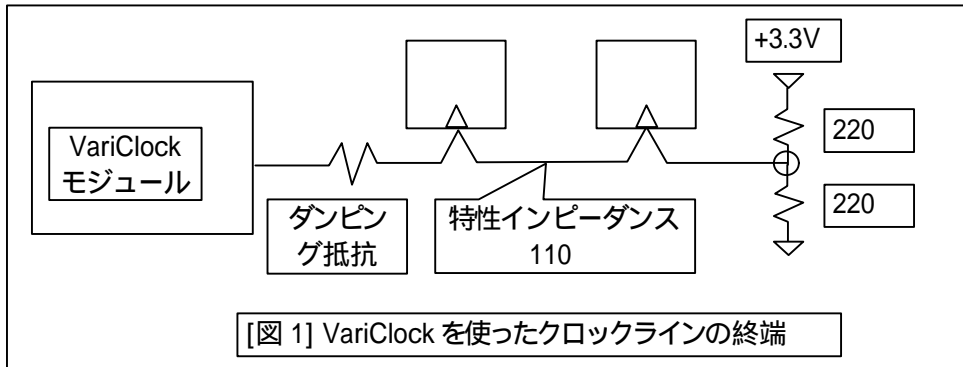 +3.3V
220
VariClock
モジュール
220
ダンピン
グ抵抗
特性インピーダンス
110
[図 1] VariClock を使ったクロックラインの終端